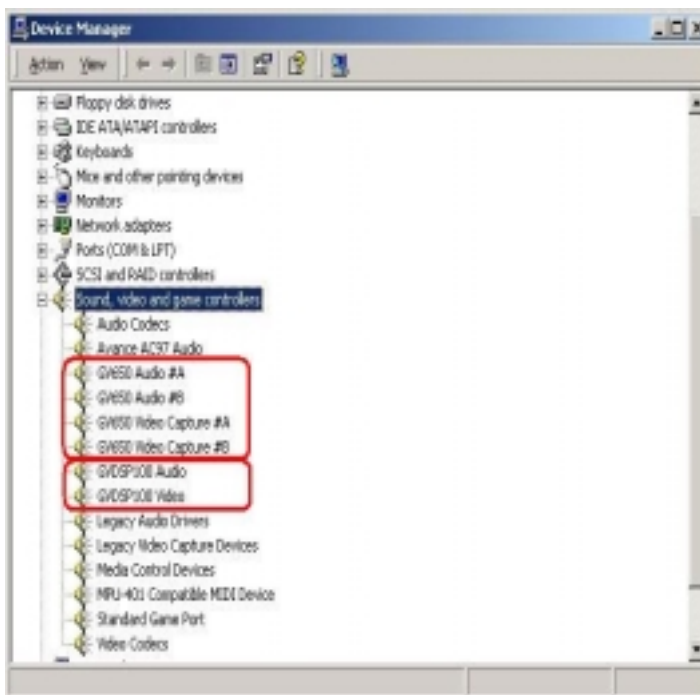 Device Manager
Action View
Floppy disk drives
IDE ATA/ATAPI controllers
Keyboards
Mice and other pointing devices
Monitors
Network adapters
Ports (COM & LPT)
SCSI and RAID controllers
Sound, video and game controllers
Audio Codecs
Avance AC97 Audio
GV650 Audio #A
GV650 Audio #B
GV650 Video Capture #A
GV650 Video Capture #B
GVDSP100 Audio
GVDSP100 Video
Legacy Audio Drivers
Legacy Video Capture Devices
Media Control Devices
MPU-401 Compatible MIDI Device
Standard Game Port
Video Codecs